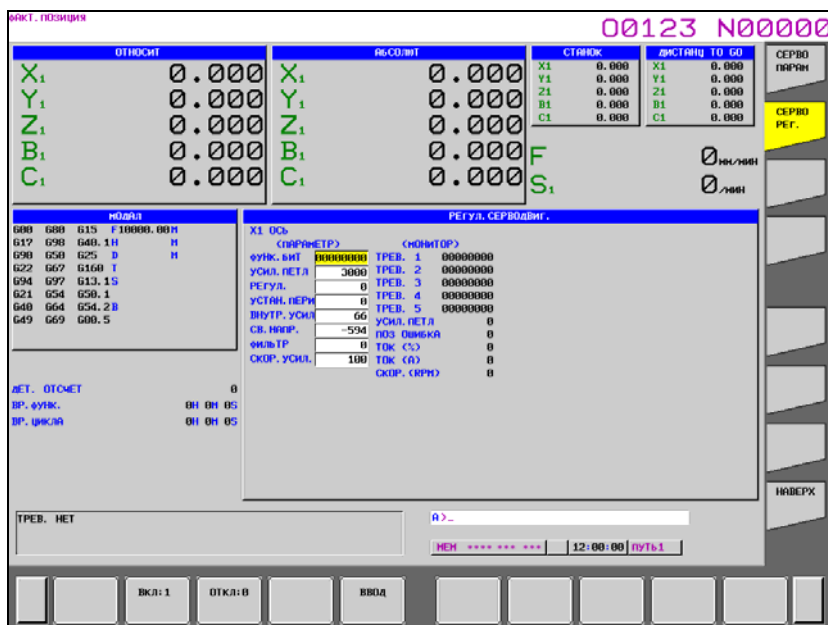 ФАКТ. ПОЗИЦИЯ
O0123 N00000
ОТНОСИТ
X1 0.000
Y1 0.000
Z1 0.000
B1 0.000
C1 0.000
АБСОЛЮТ
X1 0.000
Y1 0.000
Z1 0.000
B1 0.000
C1 0.000
СТАНОК
X1 0.000
Y1 0.000
Z1 0.000
B1 0.000
C1 0.000
ДИСТАНЦ TO GO
X1 0.000
Y1 0.000
Z1 0.000
B1 0.000
C1 0.000
F 0 ММ/МИН
S1 0 /МИН
СЕРВО
ПАРАМ
СЕРВО
РЕГ.
НАВЕРХ
МОДАЛ
G00 G80 G15 F10000.00M
G17 G98 G40.1H M
G90 G50 G25 D M
G22 G67 G160 T
G94 G97 G13.1S
G21 G54 G50.1
G40 G64 G54.2B
G49 G69 G00.5
ДЕТ. ОТСЧЕТ 0
ВР.ФУНК. 0H 0M 0S
ВР.ЦИКЛА 0H 0M 0S
РЕГУЛ.СЕРВОДВИГ.
X1 ОСЬ
(ПАРАМЕТР) (МОНИТОР)
ФУНК.БИТ 00000000 ТРЕВ. 1 00000000
УСИЛ.ПЕТЛ 3000 ТРЕВ. 2 00000000
РЕГУЛ. 0 ТРЕВ. 3 00000000
УСТАН.ПЕРИ 0 ТРЕВ. 4 00000000
ВНУТР.УСИЛ 66 ТРЕВ. 5 00000000
СВ.НАПР. -594 УСИЛ.ПЕТЛ 0
ФИЛЬТР 0 ПОЗ ОШИБКА 0
СКОР.УСИЛ. 100 ТОК (%) 0
ТОК (A) 0
СКОР.(RPM) 0
ТРЕВ. НЕТ
A>_
MEM **** *** *** 12:00:00 ПУТЬ1
ВКЛ:1 ОТКЛ:0 ВВОД